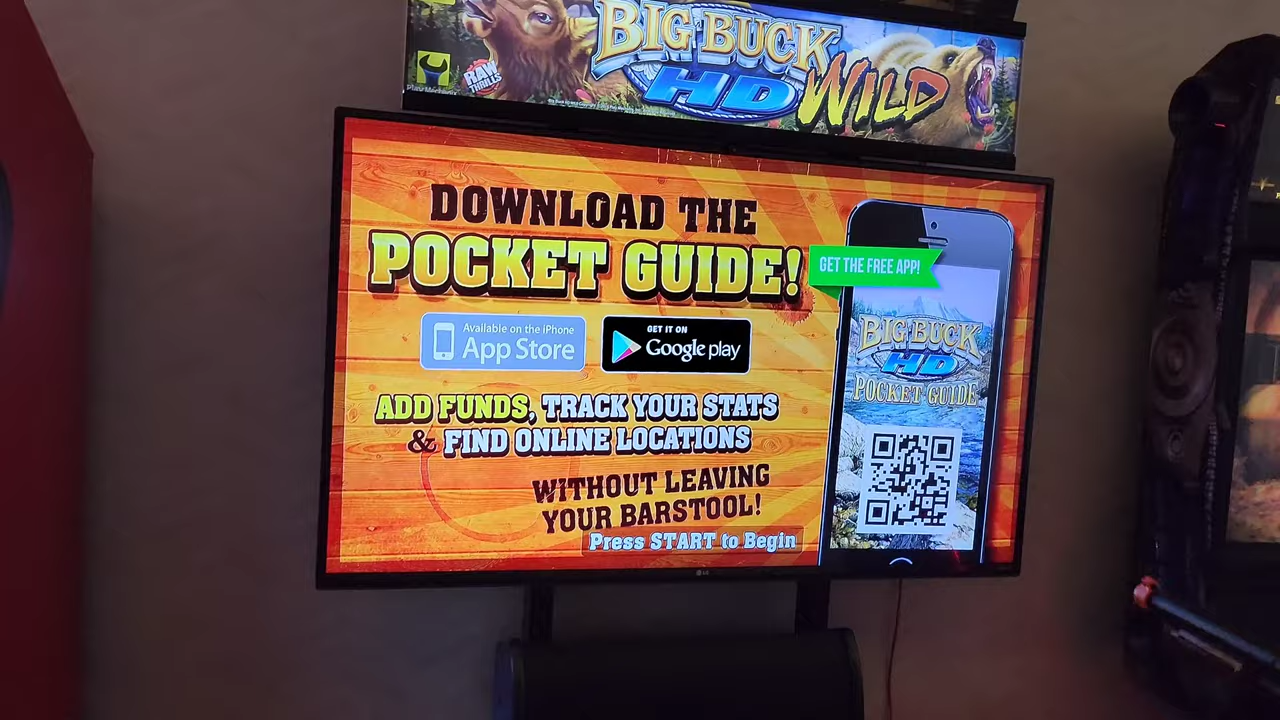 BIG BUCK
HD WILD
RAW
THRILLS
DOWNLOAD THE
POCKET GUIDE!
GET THE FREE APP!
Available on the iPhone
App Store
GET IT ON
Google play
BIG BUCK
HD
POCKET GUIDE
ADD FUNDS, TRACK YOUR STATS
& FIND ONLINE LOCATIONS
WITHOUT LEAVING
YOUR BARSTOOL!
Press START to Begin
LG